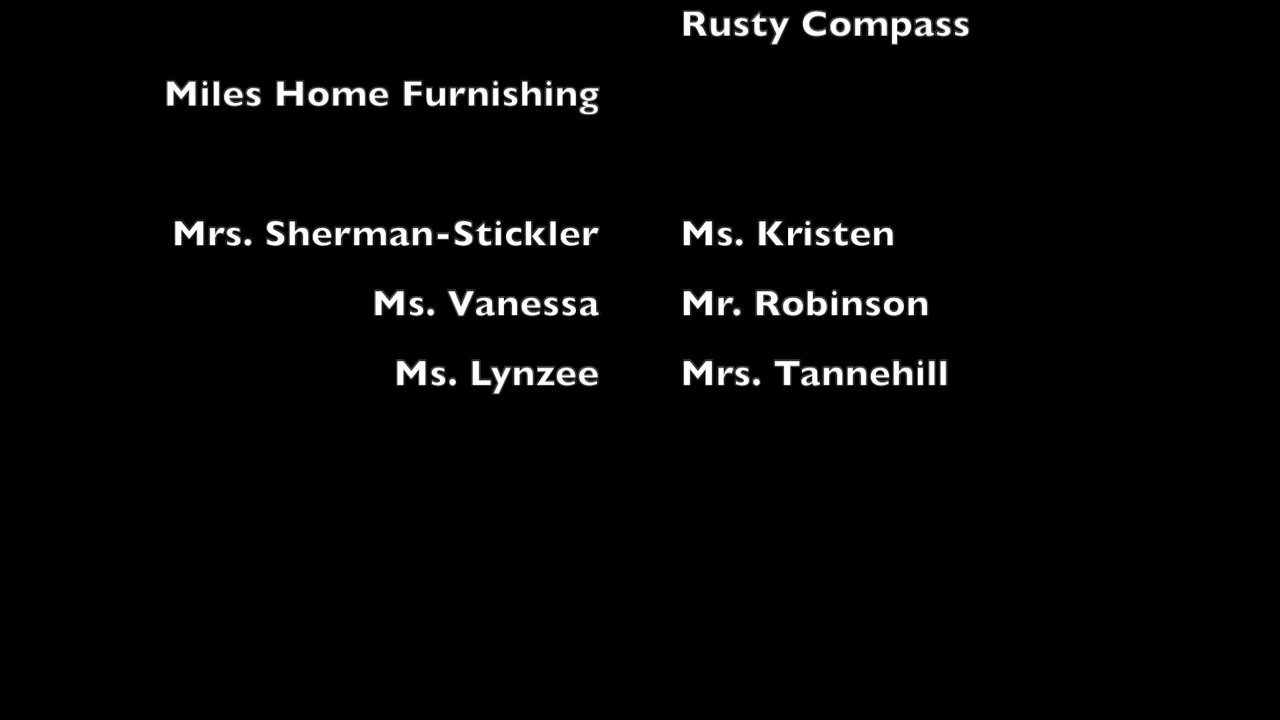 Rusty Compass
Miles Home Furnishing
Mrs. Sherman-Stickler Ms. Kristen
Ms. Vanessa Mr. Robinson
Ms. Lynzee Mrs. Tannehill